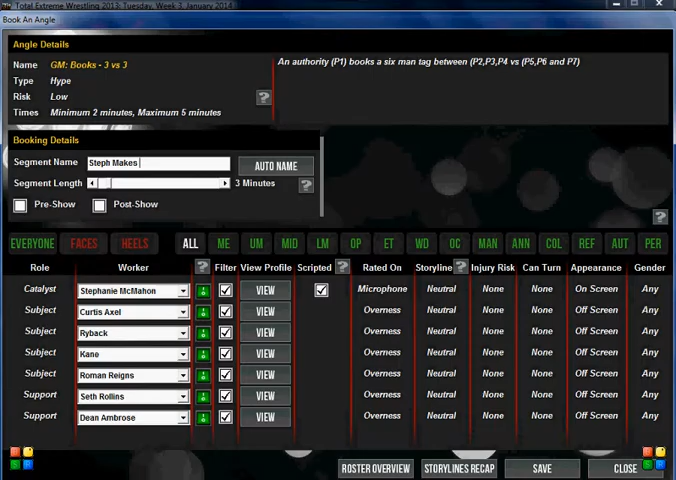 Total Extreme Wrestling 2013: Tuesday, Week 3, January 2014
Book An Angle
Angle Details
Name GM: Books - 3 vs 3
Type Hype
Risk Low
Times Minimum 2 minutes, Maximum 5 minutes
An authority (P1) books a six man tag between (P2,P3,P4 vs (P5,P6 and P7)
Booking Details
Segment Name Steph Makes AUTO NAME
Segment Length 3 Minutes
Pre-Show Post-Show
EVERYONE FACES HEELS ALL ME UM MID LM OP ET WD OC MAN ANN COL REF AUT PER
Role Worker Filter View Profile Scripted Rated On Storyline Injury Risk Can Turn Appearance Gender
Catalyst Stephanie McMahon VIEW Microphone Neutral None None On Screen Any
Subject Curtis Axel VIEW Overness Neutral None None Off Screen Any
Subject Ryback VIEW Overness Neutral None None Off Screen Any
Subject Kane VIEW Overness Neutral None None Off Screen Any
Subject Roman Reigns VIEW Overness Neutral None None Off Screen Any
Support Seth Rollins VIEW Overness Neutral None None Off Screen Any
Support Dean Ambrose VIEW Overness Neutral None None Off Screen Any
ROSTER OVERVIEW STORYLINES RECAP SAVE CLOSE